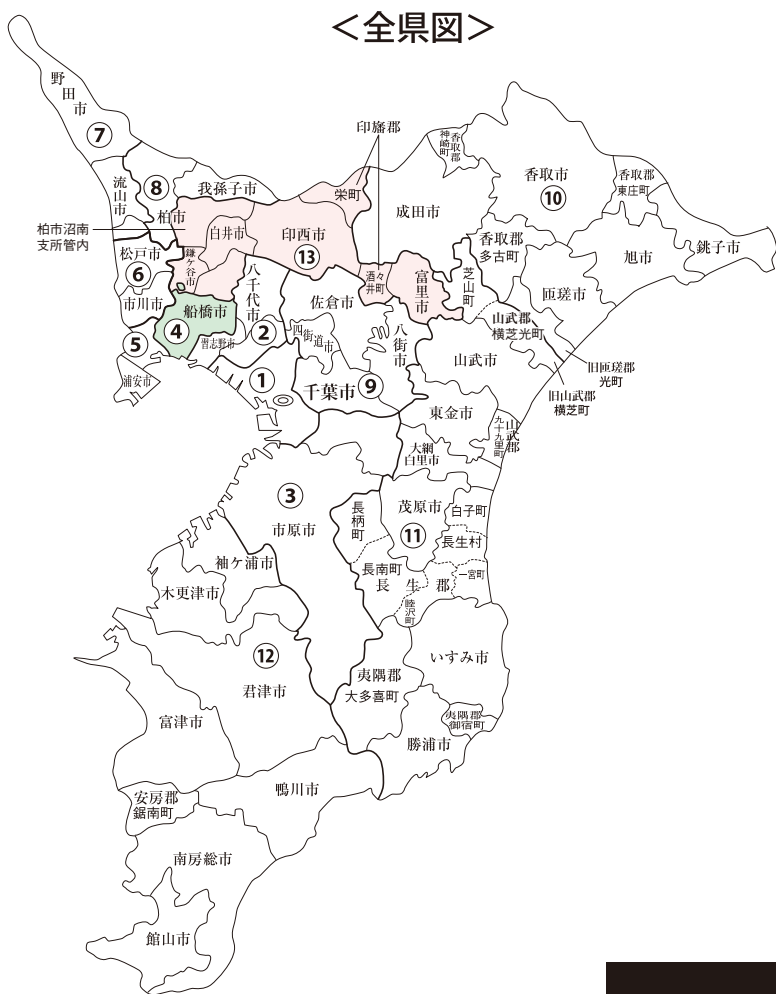 ＜全県図＞
野田市
⑦
流山市
⑧
柏市
我孫子市
柏市沼南
支所管内
印旛郡
栄町
白井市
印西市
⑬
鎌ケ谷市
松戸市
⑥
市川市
⑤
浦安市
船橋市
④
習志野市
八千代市
②
①
成田市
香取郡
神崎町
香取市
⑩
香取郡
東庄町
香取郡
多古町
旭市
銚子市
匝瑳市
芝山町
山武郡
横芝光町
旧匝瑳郡
光町
旧山武郡
横芝町
酒々
井町
富里市
佐倉市
四街道市
八街市
千葉市
⑨
山武市
東金市
山武郡
九十九里町
大網
白里市
③
市原市
茂原市
⑪
長柄町
白子町
長生村
一宮町
長南町
長生郡
睦沢町
袖ケ浦市
木更津市
⑫
君津市
富津市
いすみ市
夷隅郡
大多喜町
夷隅郡
御宿町
勝浦市
鴨川市
安房郡
鋸南町
南房総市
館山市